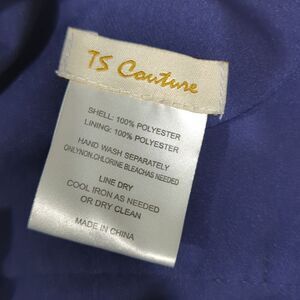 TS Couture
SHELL: 100% POLYESTER
LINING: 100% POLYESTER
HAND WASH SEPARATELY
ONLYNON.CHLORINE BLEACHAS NEEDED
LINE DRY
COOL IRON AS NEEDED
OR DRY CLEAN
MADE IN CHINA